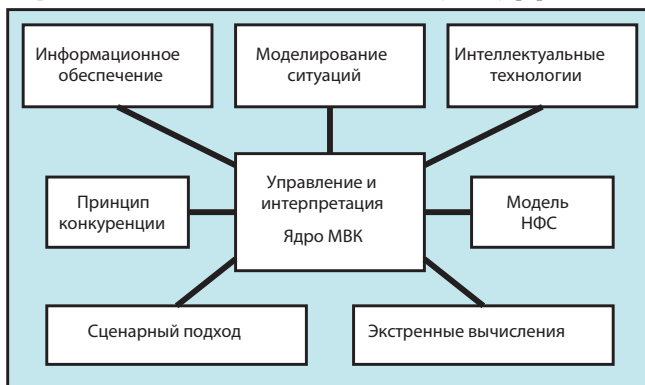 Информационное
обеспечение
Моделирование
ситуаций
Интеллектуальные
технологии
Принцип
конкуренции
Управление и
интерпретация
Ядро МВК
Модель
НФС
Сценарный подход
Экстренные вычисления